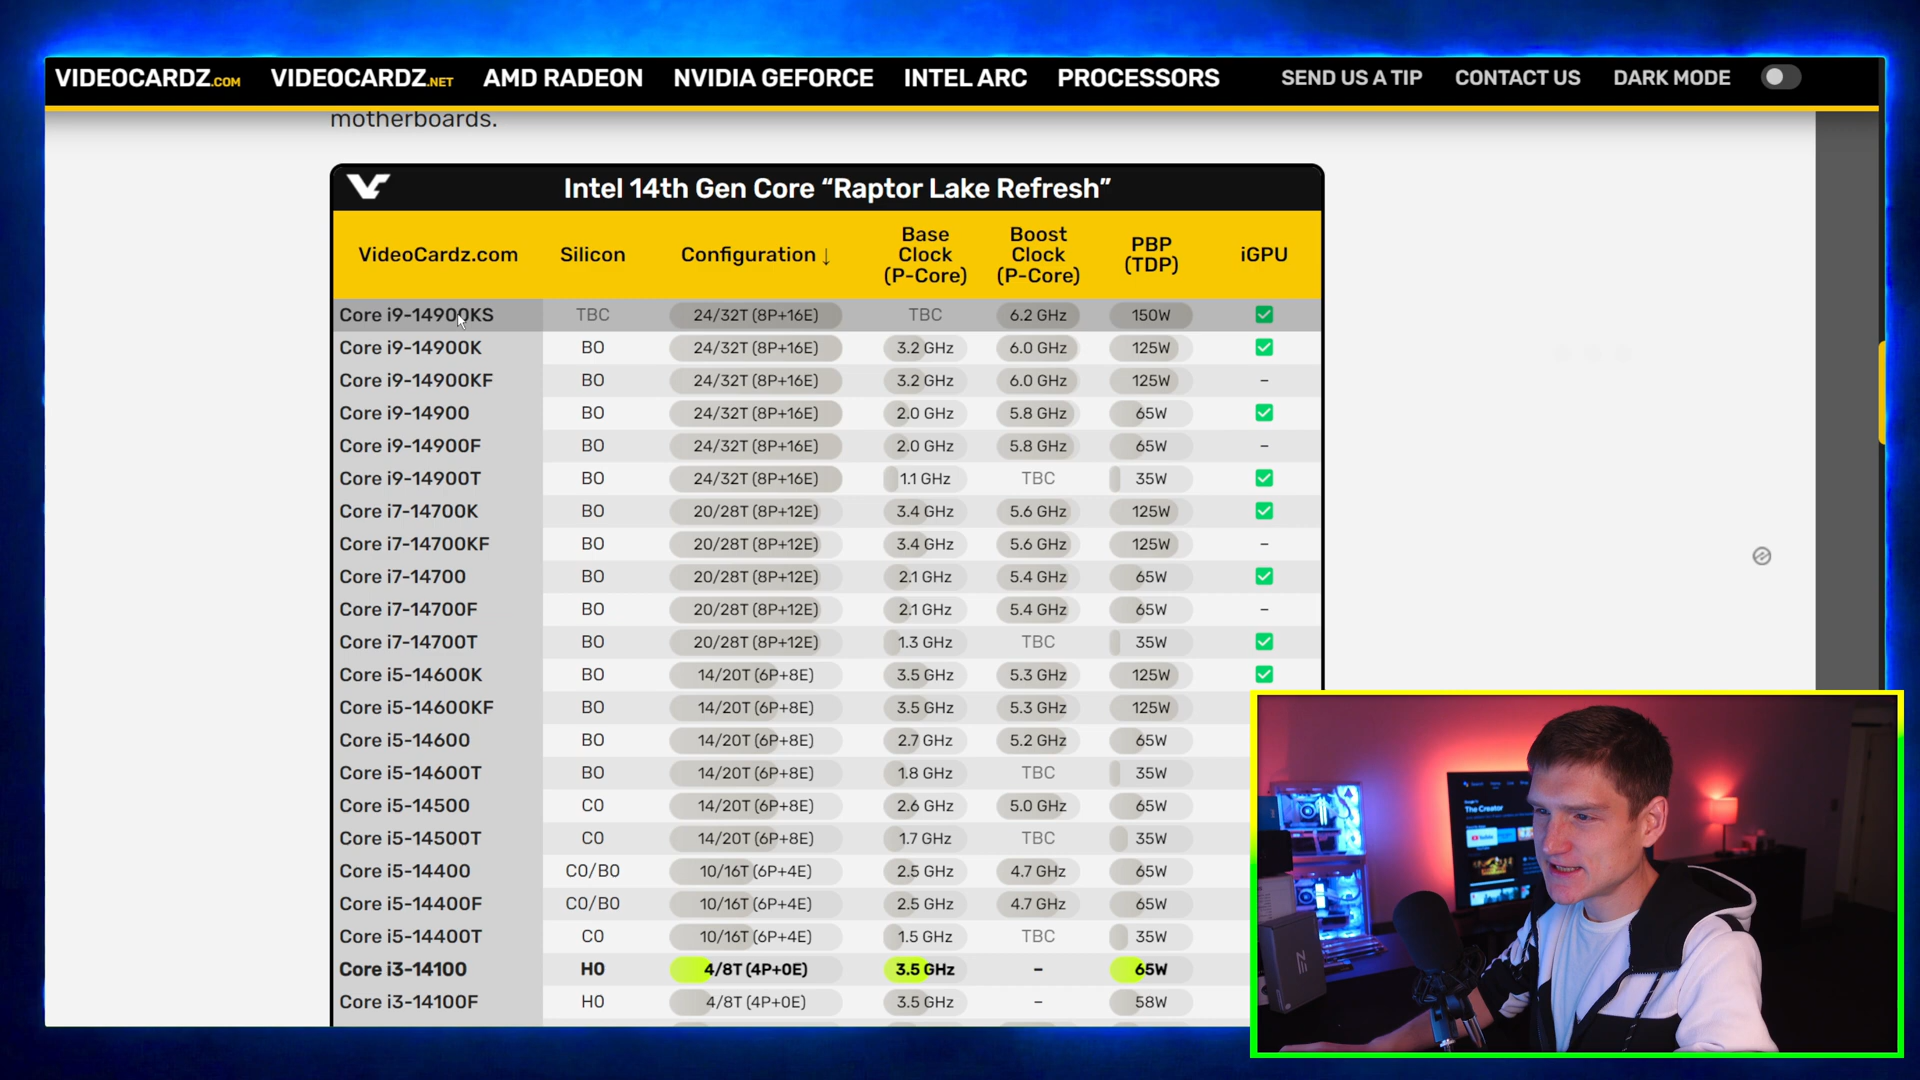 VIDEOCARDZ.COM VIDEOCARDZ.NET AMD RADEON NVIDIA GEFORCE INTEL ARC PROCESSORS SEND US A TIP CONTACT US DARK MODE
motherboards.
Intel 14th Gen Core “Raptor Lake Refresh”
VideoCardz.com Silicon Configuration ↓ Base Clock (P-Core) Boost Clock (P-Core) PBP (TDP) iGPU
Core i9-14900KS TBC 24/32T (8P+16E) TBC 6.2 GHz 150W
Core i9-14900K B0 24/32T (8P+16E) 3.2 GHz 6.0 GHz 125W
Core i9-14900KF B0 24/32T (8P+16E) 3.2 GHz 6.0 GHz 125W –
Core i9-14900 B0 24/32T (8P+16E) 2.0 GHz 5.8 GHz 65W
Core i9-14900F B0 24/32T (8P+16E) 2.0 GHz 5.8 GHz 65W –
Core i9-14900T B0 24/32T (8P+16E) 1.1 GHz TBC 35W
Core i7-14700K B0 20/28T (8P+12E) 3.4 GHz 5.6 GHz 125W
Core i7-14700KF B0 20/28T (8P+12E) 3.4 GHz 5.6 GHz 125W –
Core i7-14700 B0 20/28T (8P+12E) 2.1 GHz 5.4 GHz 65W
Core i7-14700F B0 20/28T (8P+12E) 2.1 GHz 5.4 GHz 65W –
Core i7-14700T B0 20/28T (8P+12E) 1.3 GHz TBC 35W
Core i5-14600K B0 14/20T (6P+8E) 3.5 GHz 5.3 GHz 125W
Core i5-14600KF B0 14/20T (6P+8E) 3.5 GHz 5.3 GHz 125W
Core i5-14600 B0 14/20T (6P+8E) 2.7 GHz 5.2 GHz 65W
Core i5-14600T B0 14/20T (6P+8E) 1.8 GHz TBC 35W
Core i5-14500 C0 14/20T (6P+8E) 2.6 GHz 5.0 GHz 65W
Core i5-14500T C0 14/20T (6P+8E) 1.7 GHz TBC 35W
Core i5-14400 C0/B0 10/16T (6P+4E) 2.5 GHz 4.7 GHz 65W
Core i5-14400F C0/B0 10/16T (6P+4E) 2.5 GHz 4.7 GHz 65W
Core i5-14400T C0 10/16T (6P+4E) 1.5 GHz TBC 35W
Core i3-14100 H0 4/8T (4P+0E) 3.5 GHz – 65W
Core i3-14100F H0 4/8T (4P+0E) 3.5 GHz – 58W
The Creator